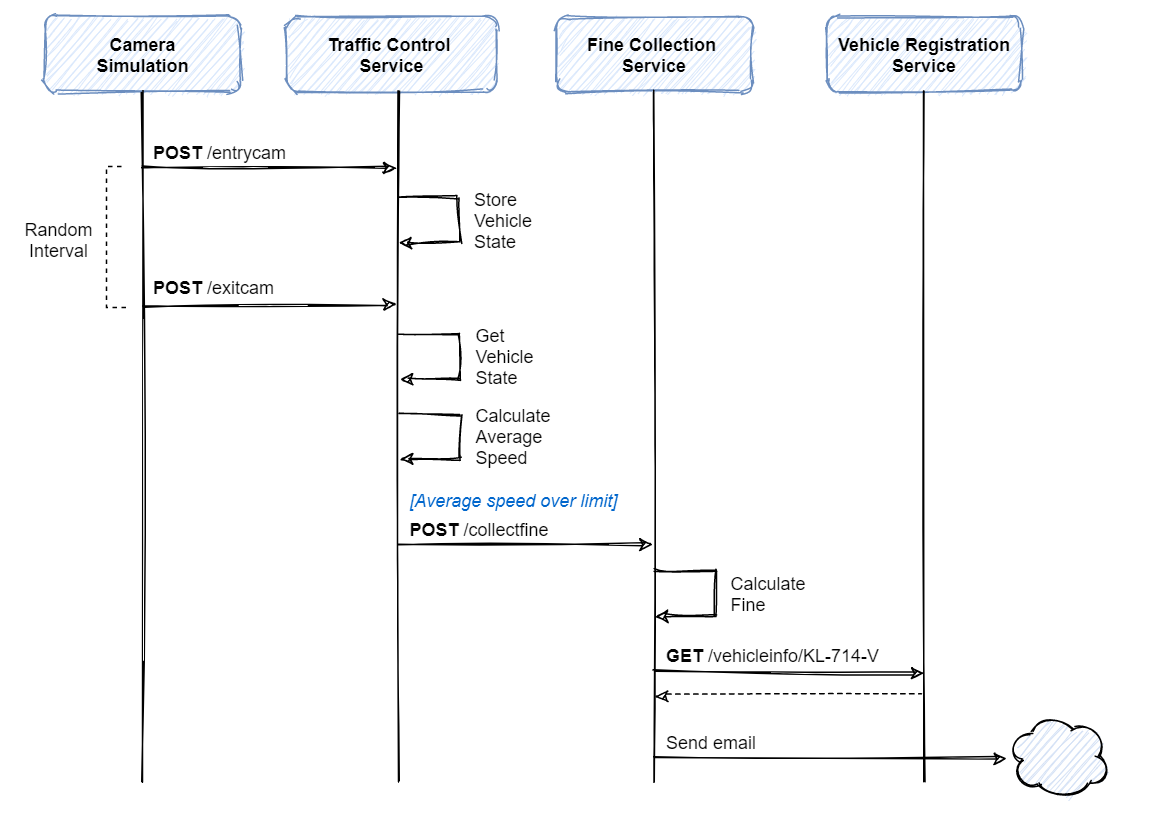 Camera
Simulation
Traffic Control
Service
Fine Collection
Service
Vehicle Registration
Service
POST /entrycam
Store
Vehicle
State
Random
Interval
POST /exitcam
Get
Vehicle
State
Calculate
Average
Speed
[Average speed over limit]
POST /collectfine
Calculate
Fine
GET /vehicleinfo/KL-714-V
Send email